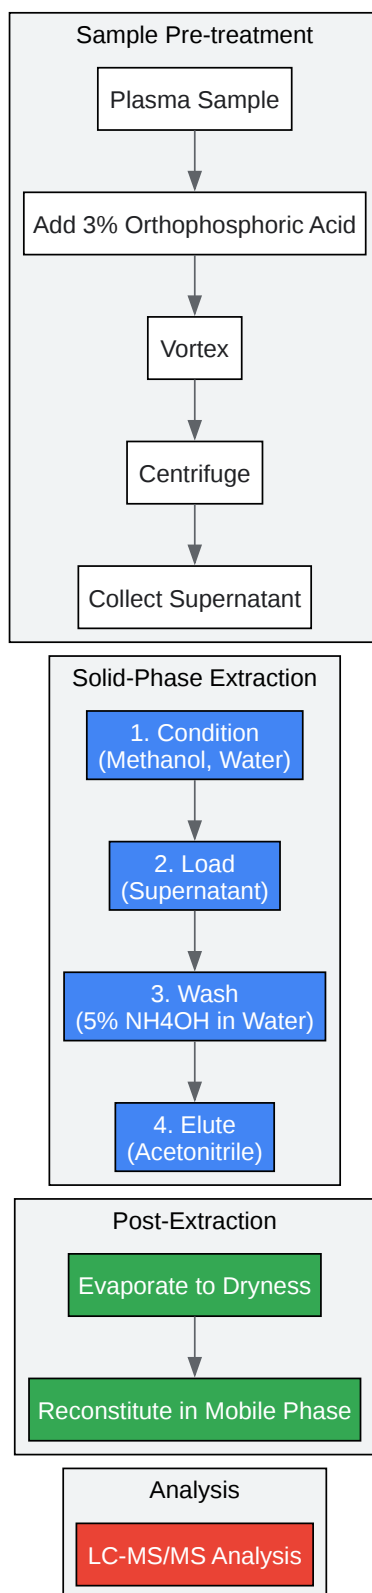 Sample Pre-treatment
Plasma Sample
Add 3% Orthophosphoric Acid
Vortex
Centrifuge
Collect Supernatant
Solid-Phase Extraction
1. Condition
(Methanol, Water)
2. Load
(Supernatant)
3. Wash
(5% NH4OH in Water)
4. Elute
(Acetonitrile)
Post-Extraction
Evaporate to Dryness
Reconstitute in Mobile Phase
Analysis
LC-MS/MS Analysis